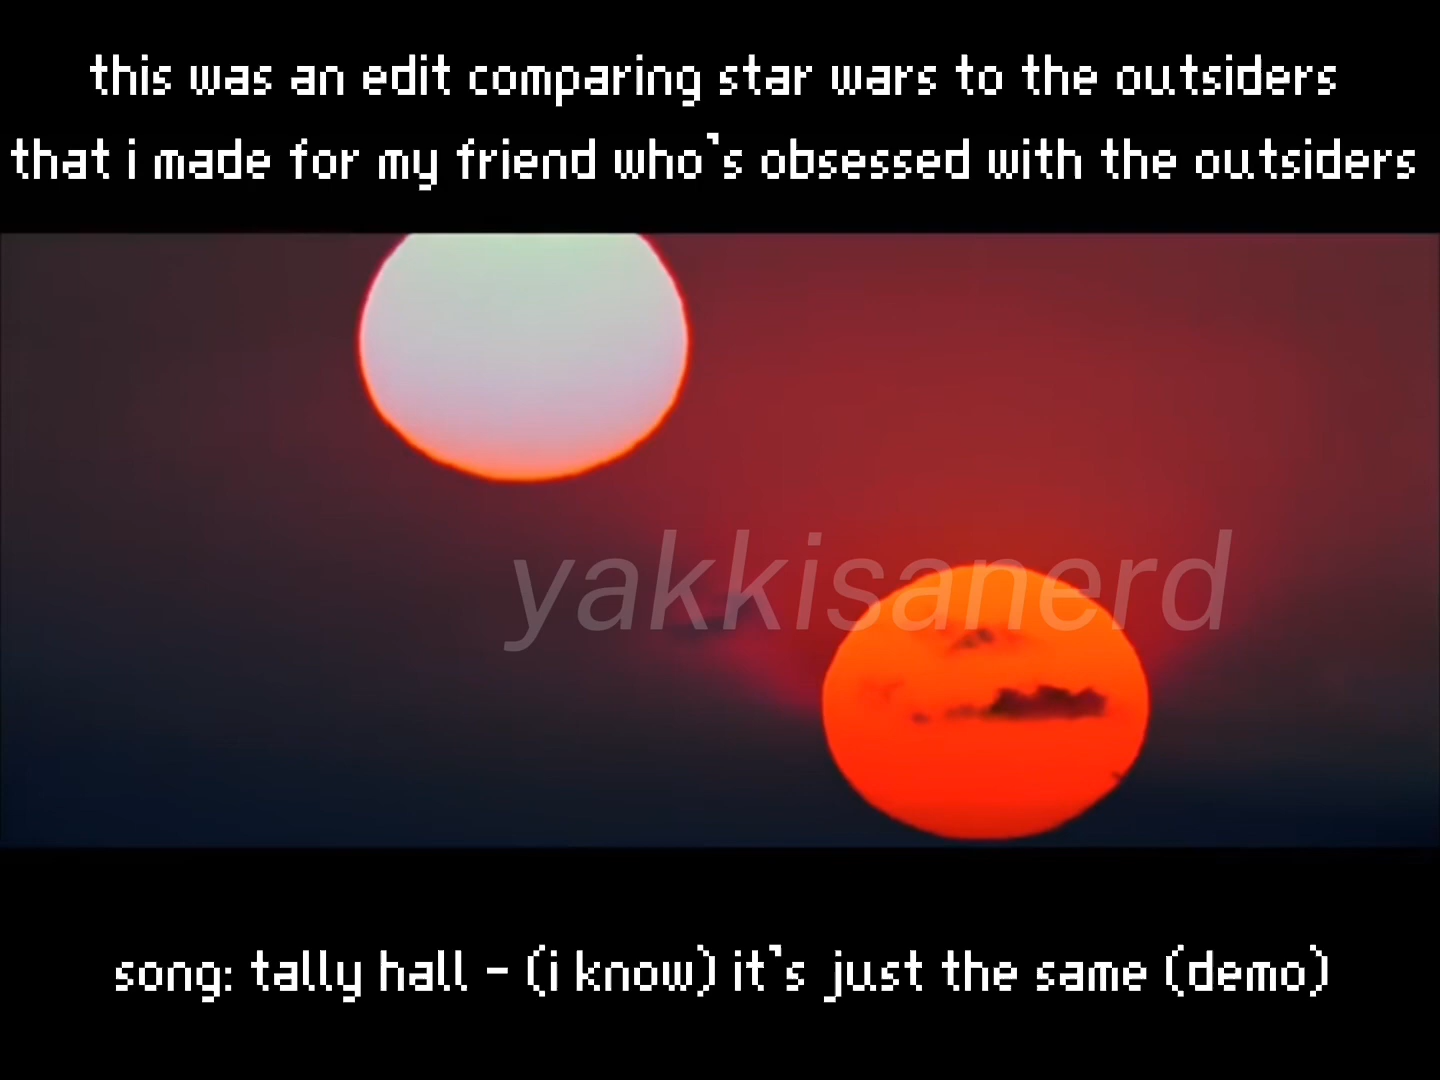 this was an edit comparing star wars to the outsiders
that i made for my friend who's obsessed with the outsiders
yakkisanerd
song: tally hall - (i know) it's just the same (demo)